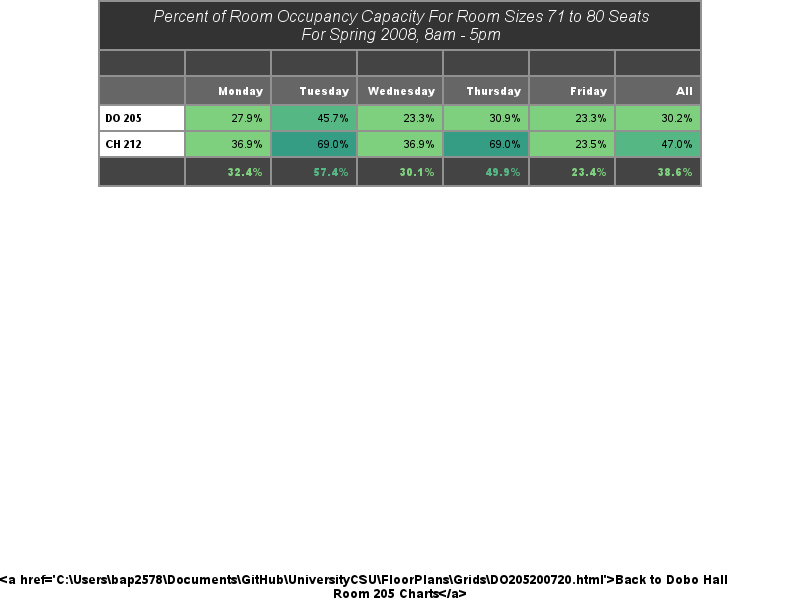 Percent of Room Occupancy Capacity For Room Sizes 71 to 80 Seats
For Spring 2008, 8am - 5pm
Monday Tuesday Wednesday Thursday Friday All
DO 205 27.9% 45.7% 23.3% 30.9% 23.3% 30.2%
CH 212 36.9% 69.0% 36.9% 69.0% 23.5% 47.0%
32.4% 57.4% 30.1% 49.9% 23.4% 38.6%
<a href='C:\Users\bap2578\Documents\GitHub\UniversityCSU\FloorPlans\Grids\DO205200720.html'>Back to Dobo Hall
Room 205 Charts</a>